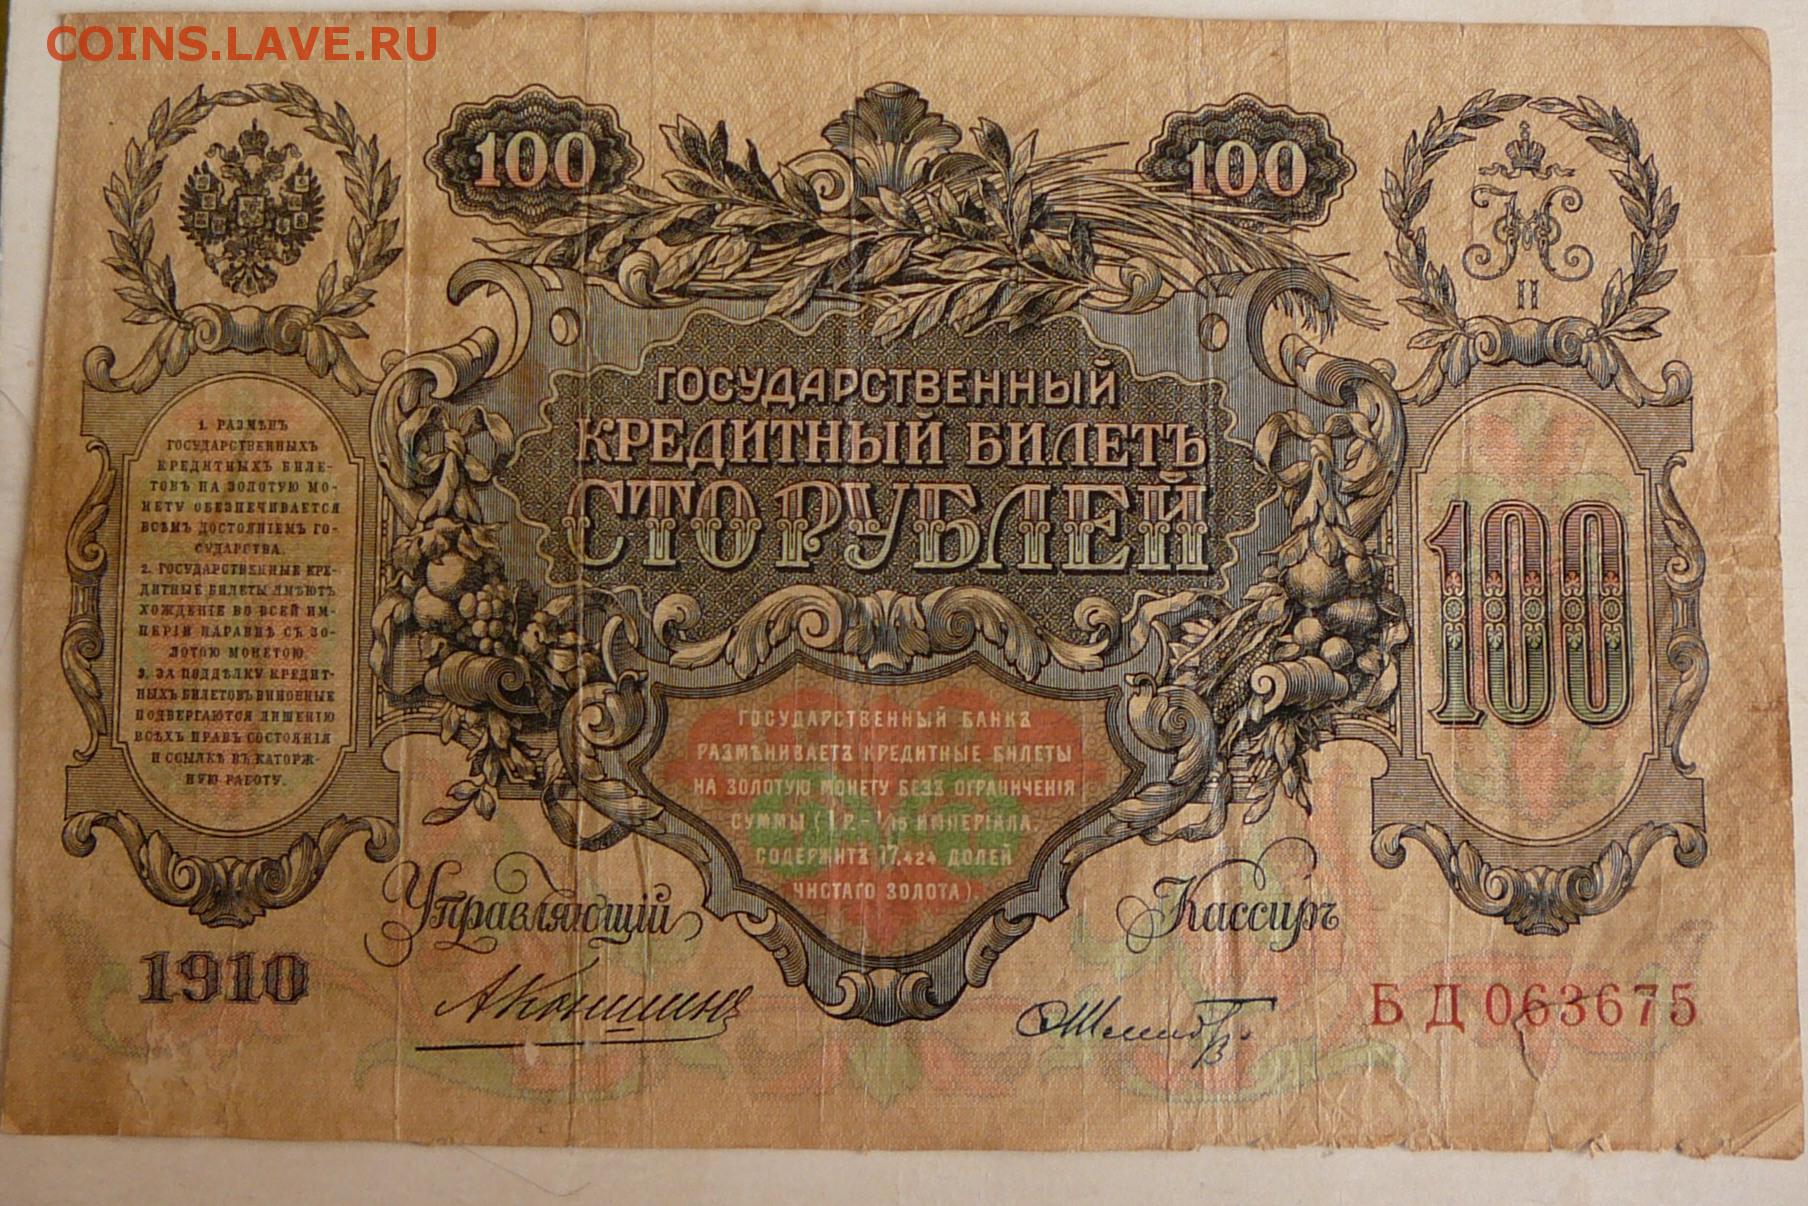 COINS.LAVE.RU
100
100
II
ГОСУДАРСТВЕННЫЙ
КРЕДИТНЫЙ БИЛЕТЪ
СТО РУБЛЕЙ
1. РАЗМѢНЪ
ГОСУДАРСТВЕННЫХЪ
КРЕДИТНЫХЪ БИЛЕ-
ТОВЪ НА ЗОЛОТУЮ МО-
НЕТУ ОБЕЗПЕЧИВАЕТСЯ
ВСѢМЪ ДОСТОЯНІЕМЪ ГО-
СУДАРСТВА.
2. ГОСУДАРСТВЕННЫЕ КРЕ-
ДИТНЫЕ БИЛЕТЫ ИМѢЮТЪ
ХОЖДЕНІЕ ВО ВСЕЙ ИМ-
ПЕРІИ НАРАВНѢ СЪ ЗО-
ЛОТОЮ МОНЕТОЮ.
3. ЗА ПОДДѢЛКУ КРЕДИТ-
НЫХЪ БИЛЕТОВЪ ВИНОВНЫЕ
ПОДВЕРГАЮТСЯ ЛИШЕНІЮ
ВСѢХЪ ПРАВЪ СОСТОЯНІЯ
И ССЫЛКѢ ВЪ КАТОРЖ-
НУЮ РАБОТУ.
100
ГОСУДАРСТВЕННЫЙ БАНКЪ
РАЗМѢНИВАЕТЪ КРЕДИТНЫЕ БИЛЕТЫ
НА ЗОЛОТУЮ МОНЕТУ БЕЗЪ ОГРАНИЧЕНІЯ
СУММЫ (1 Р.-1/15 ИМПЕРІАЛА,
СОДЕРЖИТЪ 17,424 ДОЛЕЙ
ЧИСТАГО ЗОЛОТА).
Управляющій
Кассиръ
1910
АКоншинъ
БД 063675